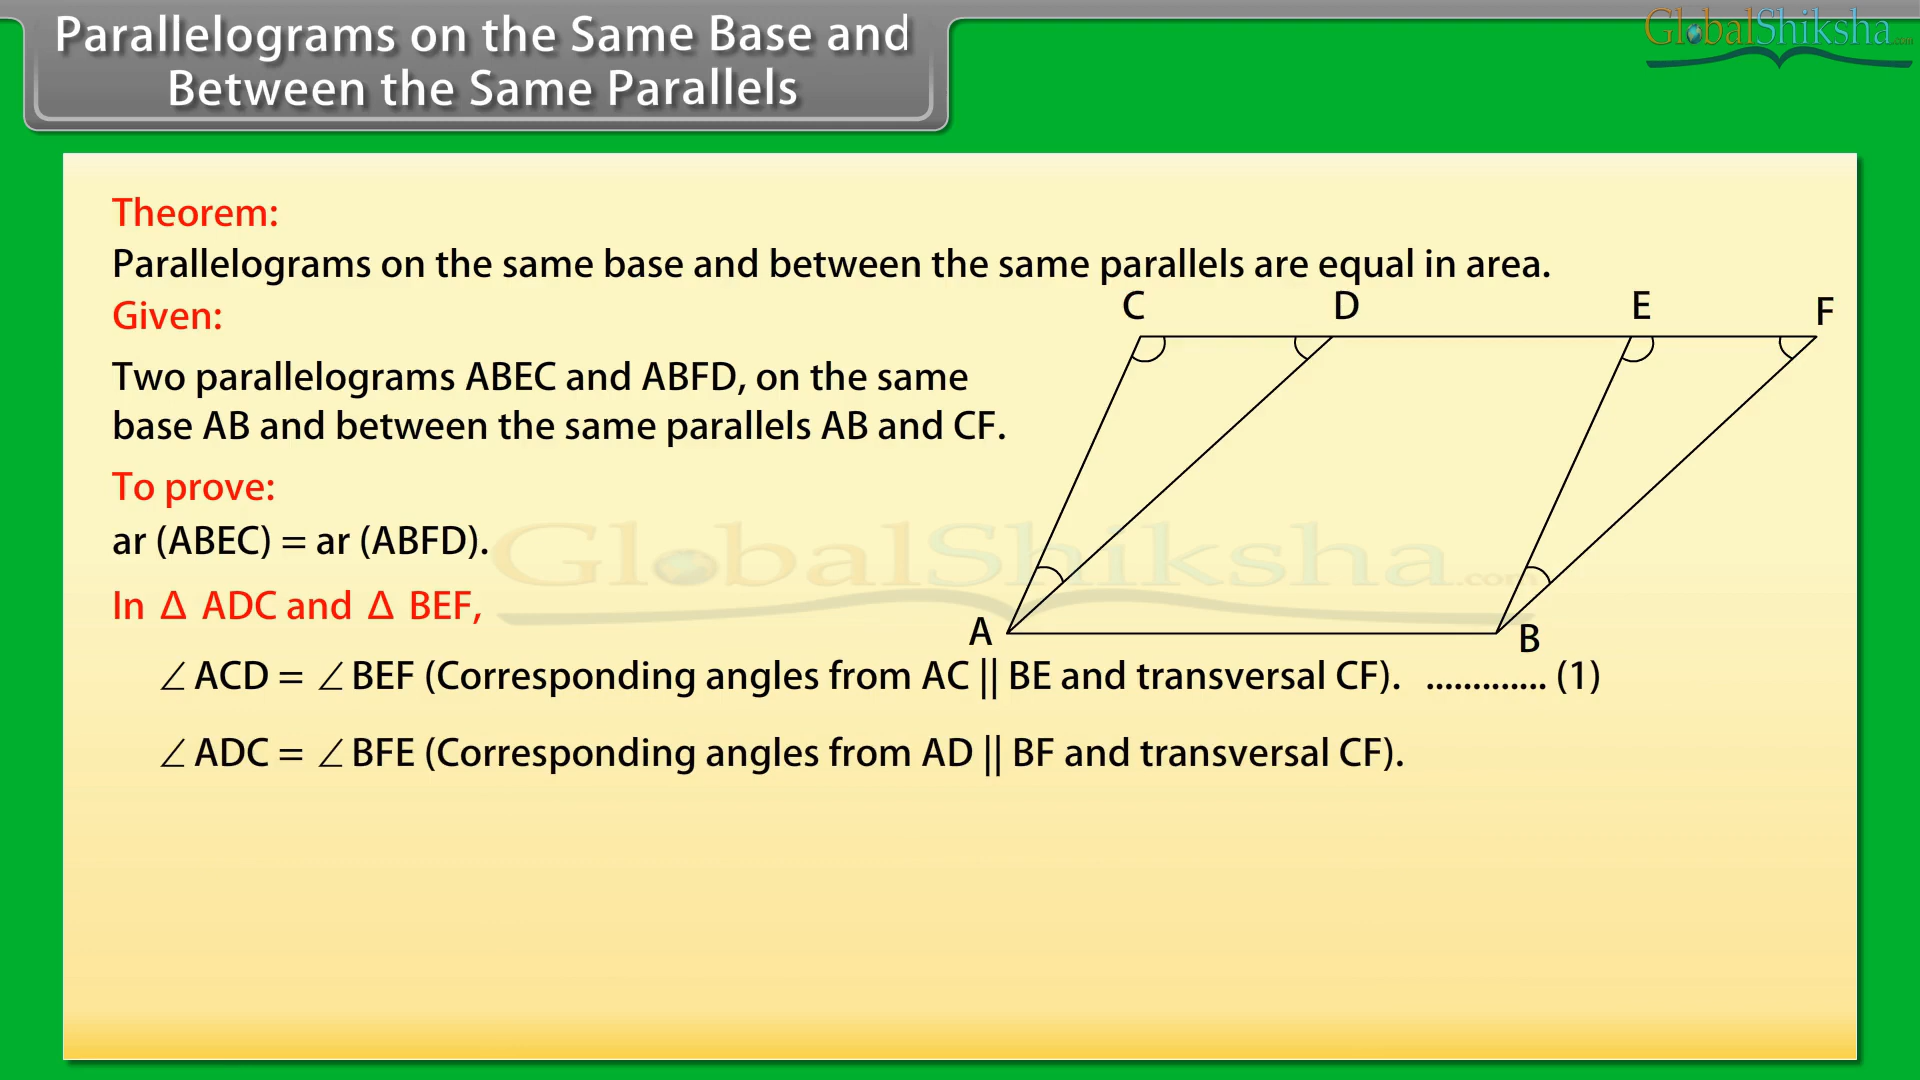 Parallelograms on the Same Base and
Between the Same Parallels
GlobalShiksha.com
Theorem:
Parallelograms on the same base and between the same parallels are equal in area.
Given:
C D E F
Two parallelograms ABEC and ABFD, on the same
base AB and between the same parallels AB and CF.
To prove:
ar (ABEC) = ar (ABFD).
GlobalShiksha.com
In Δ ADC and Δ BEF,
A B
∠ ACD = ∠ BEF (Corresponding angles from AC || BE and transversal CF). ............. (1)
∠ ADC = ∠ BFE (Corresponding angles from AD || BF and transversal CF).